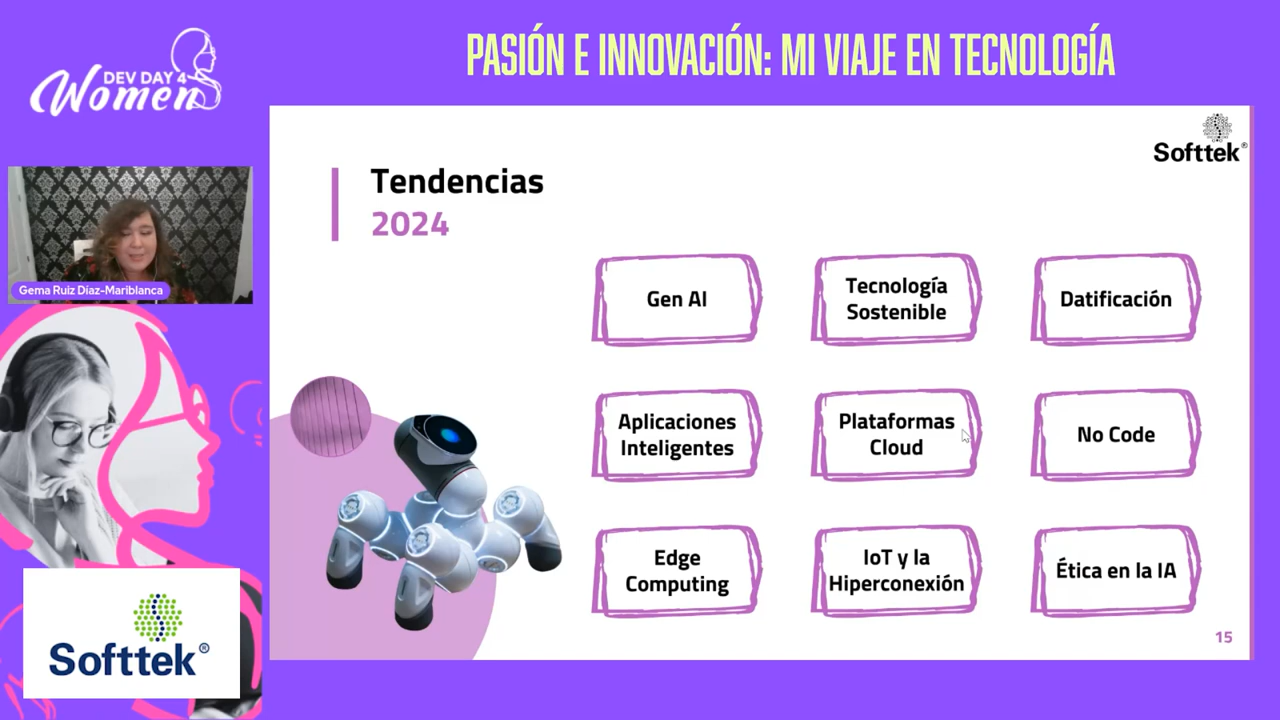 DEV DAY 4
Women
PASIÓN E INNOVACIÓN: MI VIAJE EN TECNOLOGÍA
Softtek®
Tendencias
2024
Gema Ruiz Díaz-Mariblanca
Gen AI
Tecnología
Sostenible
Datificación
Aplicaciones
Inteligentes
Plataformas
Cloud
No Code
Edge
Computing
IoT y la
Hiperconexión
Ética en la IA
15
Softtek®